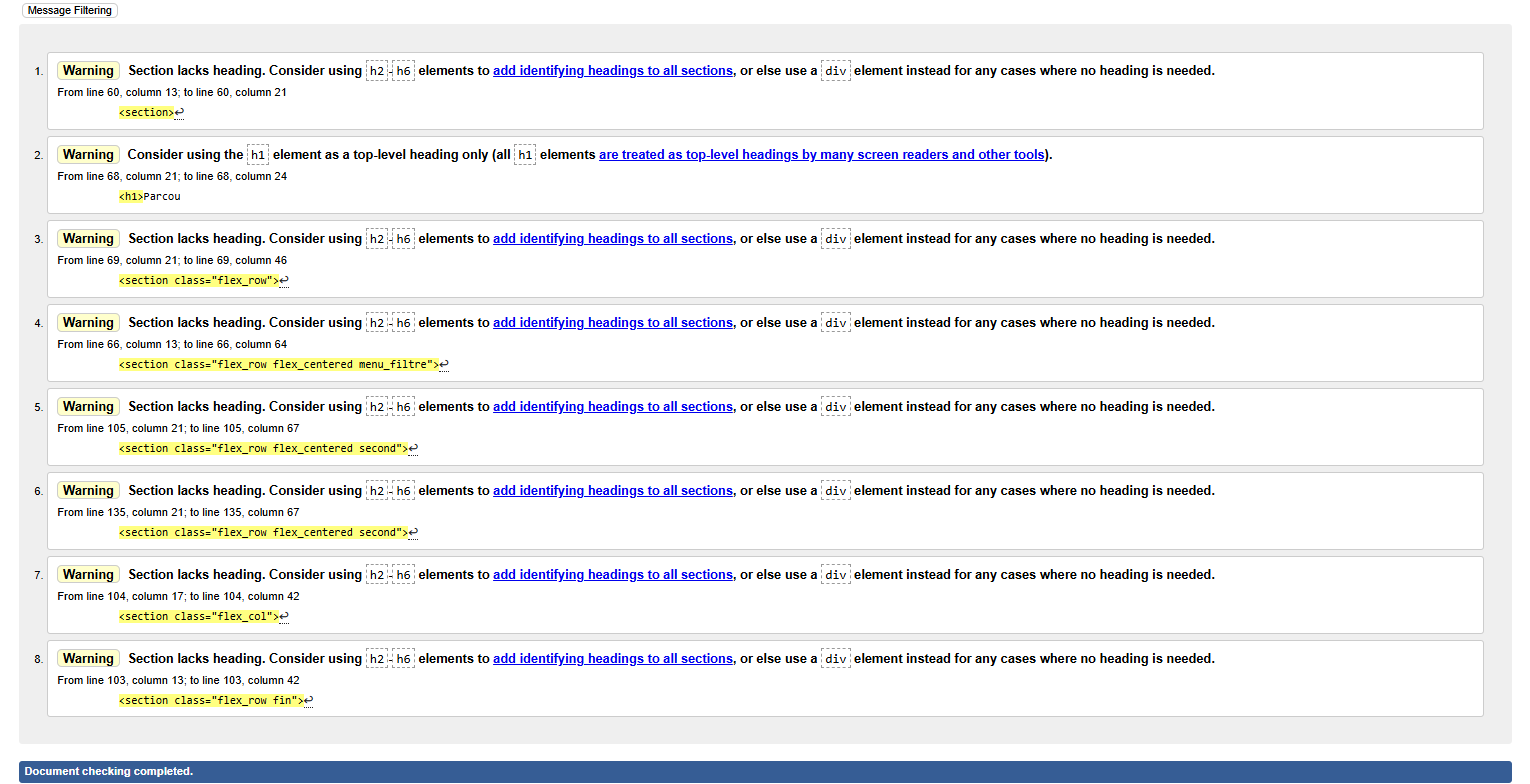 Message Filtering
1. Warning Section lacks heading. Consider using h2-h6 elements to add identifying headings to all sections, or else use a div element instead for any cases where no heading is needed.
From line 60, column 13; to line 60, column 21
<section>↩
2. Warning Consider using the h1 element as a top-level heading only (all h1 elements are treated as top-level headings by many screen readers and other tools).
From line 68, column 21; to line 68, column 24
<h1>Parcou
3. Warning Section lacks heading. Consider using h2-h6 elements to add identifying headings to all sections, or else use a div element instead for any cases where no heading is needed.
From line 69, column 21; to line 69, column 46
<section class="flex_row">↩
4. Warning Section lacks heading. Consider using h2-h6 elements to add identifying headings to all sections, or else use a div element instead for any cases where no heading is needed.
From line 66, column 13; to line 66, column 64
<section class="flex_row flex_centered menu_filtre">↩
5. Warning Section lacks heading. Consider using h2-h6 elements to add identifying headings to all sections, or else use a div element instead for any cases where no heading is needed.
From line 105, column 21; to line 105, column 67
<section class="flex_row flex_centered second">↩
6. Warning Section lacks heading. Consider using h2-h6 elements to add identifying headings to all sections, or else use a div element instead for any cases where no heading is needed.
From line 135, column 21; to line 135, column 67
<section class="flex_row flex_centered second">↩
7. Warning Section lacks heading. Consider using h2-h6 elements to add identifying headings to all sections, or else use a div element instead for any cases where no heading is needed.
From line 104, column 17; to line 104, column 42
<section class="flex_col">↩
8. Warning Section lacks heading. Consider using h2-h6 elements to add identifying headings to all sections, or else use a div element instead for any cases where no heading is needed.
From line 103, column 13; to line 103, column 42
<section class="flex_row fin">↩
Document checking completed.